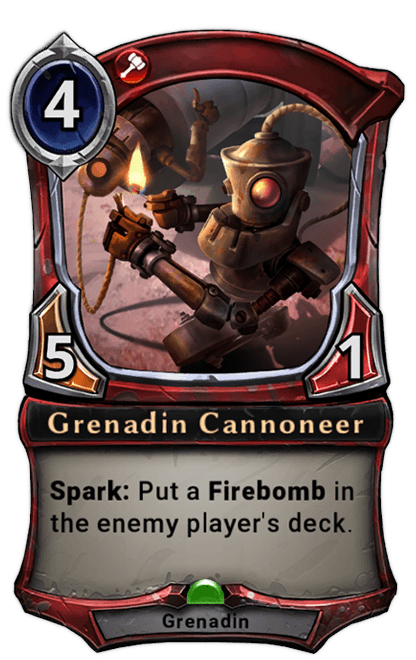 4
5
1
Grenadin Cannoneer
Spark: Put a Firebomb in
the enemy player's deck.
Grenadin